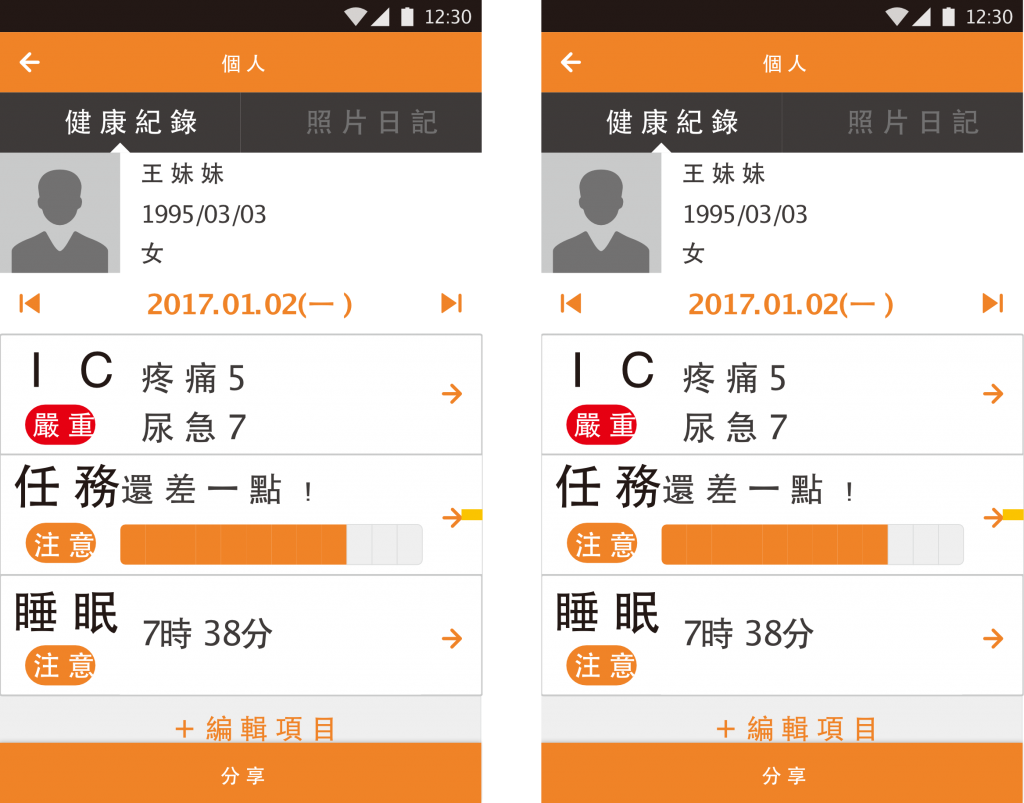 12:30
個人
健康紀錄 照片日記
王妹妹
1995/03/03
女
2017.01.02(一)
IC 疼痛5
嚴重 尿急7
任務 還差一點!
注意
睡眠 7時38分
注意
+編輯項目
分享
12:30
個人
健康紀錄 照片日記
王妹妹
1995/03/03
女
2017.01.02(一)
IC 疼痛5
嚴重 尿急7
任務 還差一點!
注意
睡眠 7時38分
注意
+編輯項目
分享